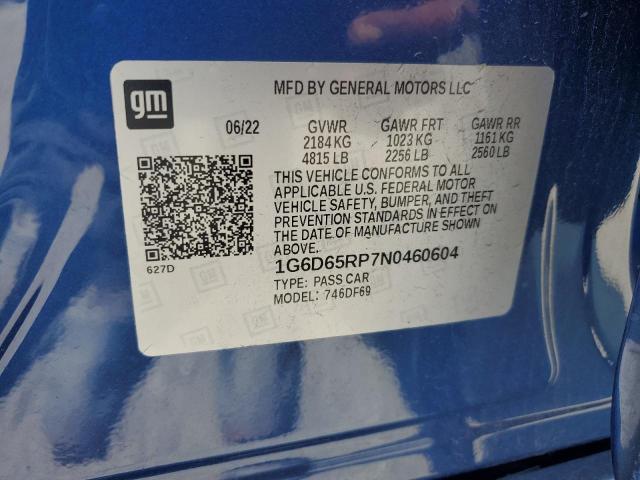 gm
MFD BY GENERAL MOTORS LLC
06/22 GVWR GAWR FRT GAWR RR
2184 KG 1023 KG 1161 KG
4815 LB 2256 LB 2560 LB
THIS VEHICLE CONFORMS TO ALL
APPLICABLE U.S. FEDERAL MOTOR
VEHICLE SAFETY, BUMPER, AND THEFT
PREVENTION STANDARDS IN EFFECT ON
THE DATE OF MANUFACTURE SHOWN
ABOVE.
627D
1G6D65RP7N0460604
TYPE: PASS CAR
MODEL: 746DF69